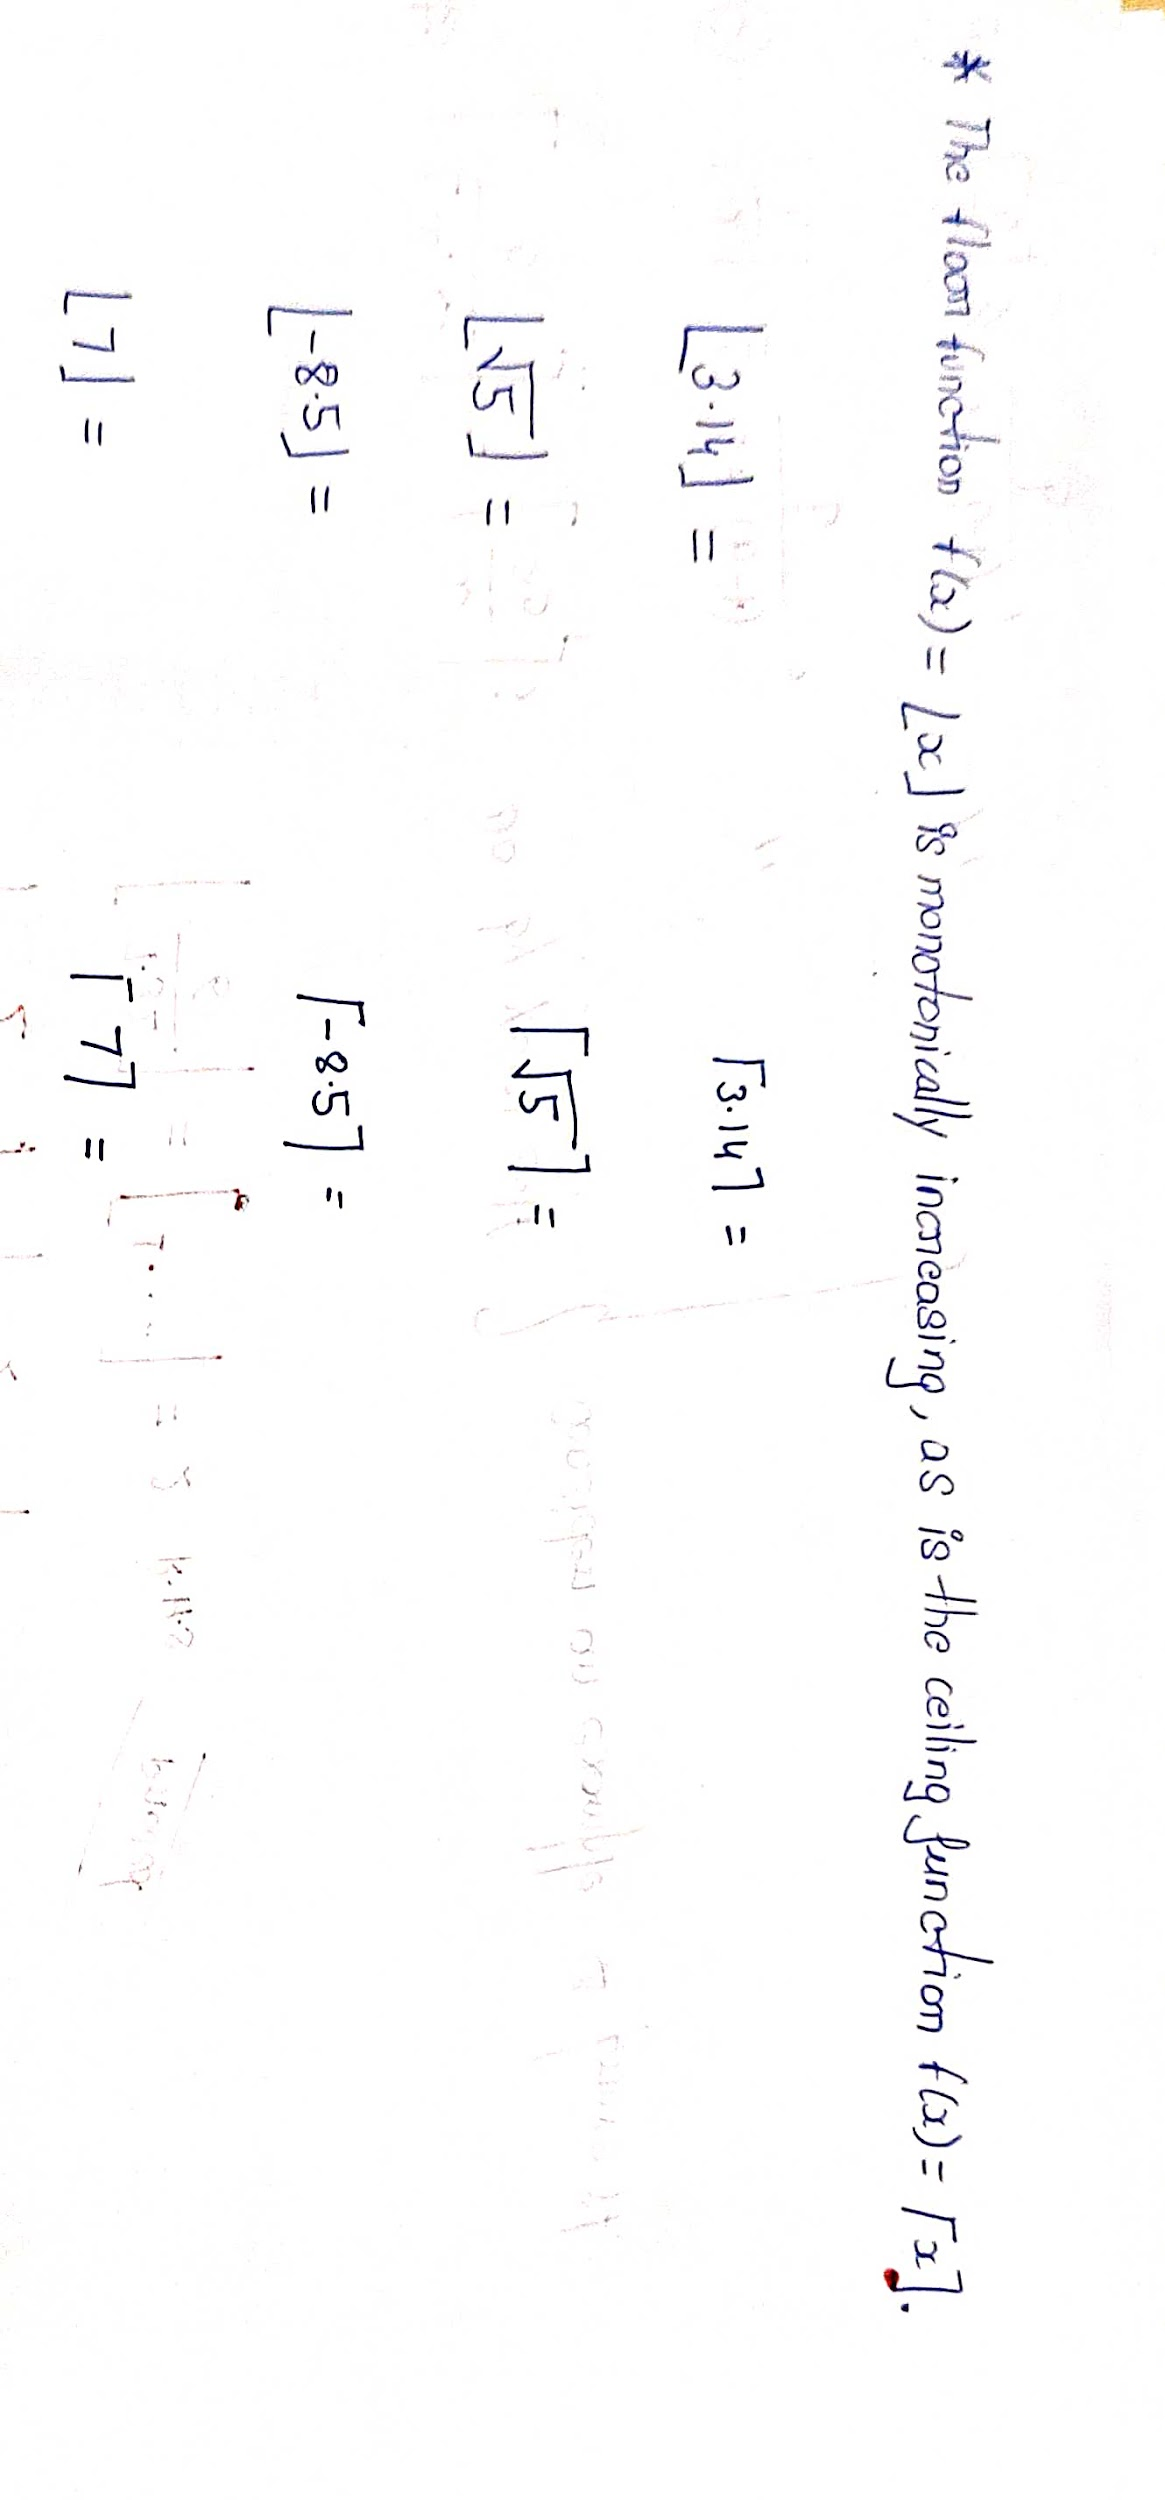 * The floor function f(x) = ⌊x⌋ is monotonically increasing, as is the ceiling function f(x) = ⌈x⌉.
⌊3.14⌋ = ⌈3.14⌉ =
⌊√5⌋ = ⌈√5⌉ =
⌊-8.5⌋ = ⌈-8.5⌉ =
⌊7⌋ = ⌈7⌉ =